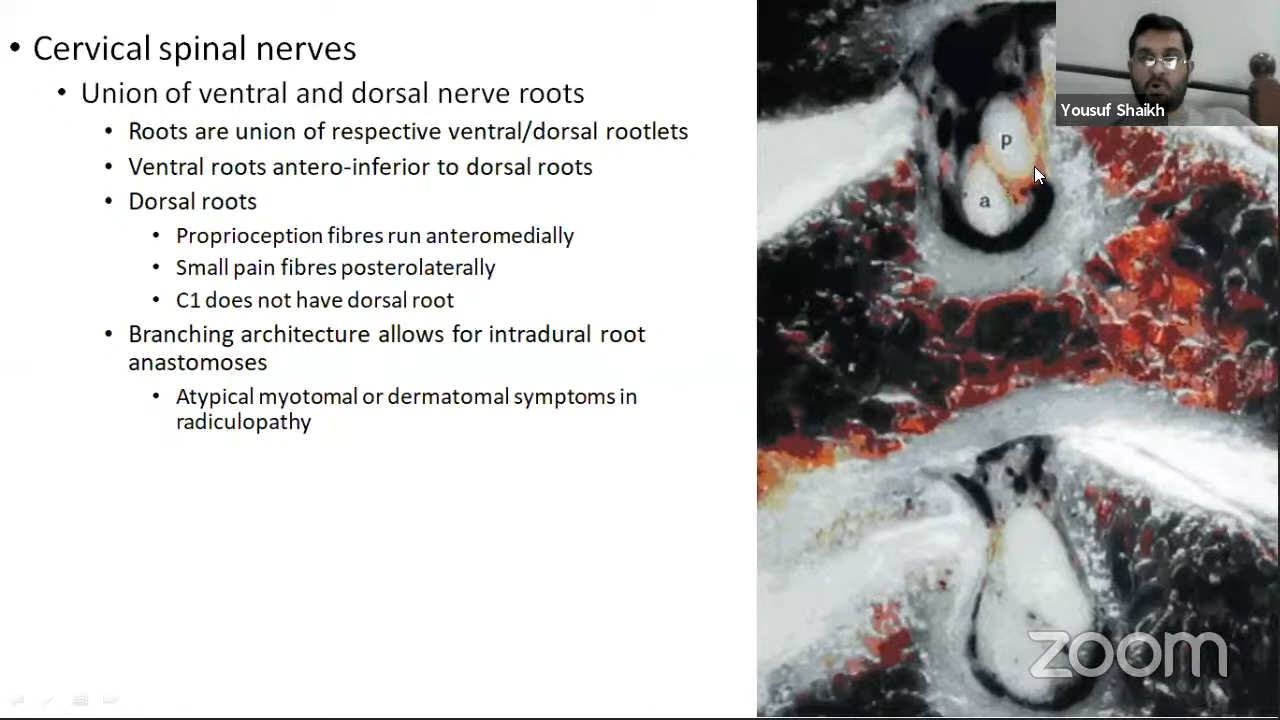 • Cervical spinal nerves
• Union of ventral and dorsal nerve roots
• Roots are union of respective ventral/dorsal rootlets
• Ventral roots antero-inferior to dorsal roots
• Dorsal roots
• Proprioception fibres run anteromedially
• Small pain fibres posterolaterally
• C1 does not have dorsal root
• Branching architecture allows for intradural root
anastomoses
• Atypical myotomal or dermatomal symptoms in
radiculopathy
Yousuf Shaikh
p
a
zoom